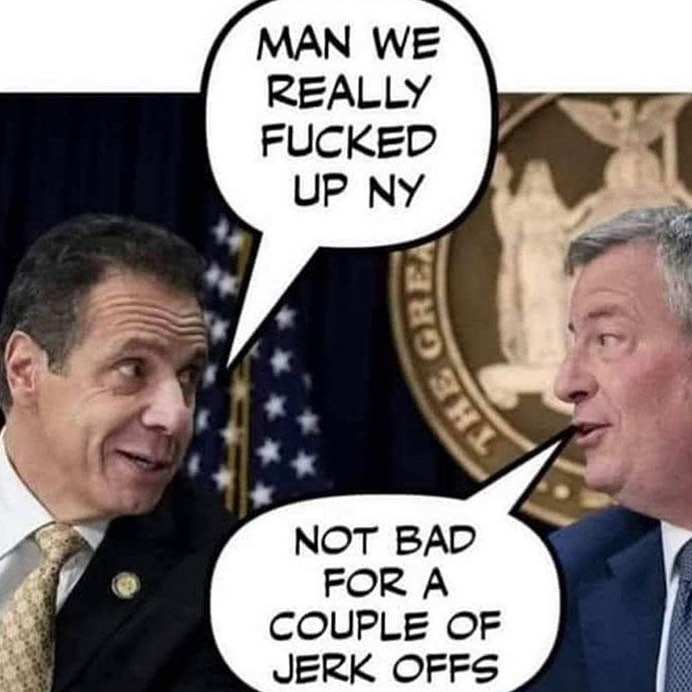 MAN WE
REALLY
FUCKED
UP NY
THE GREA
NOT BAD
FOR A
COUPLE OF
JERK OFFS